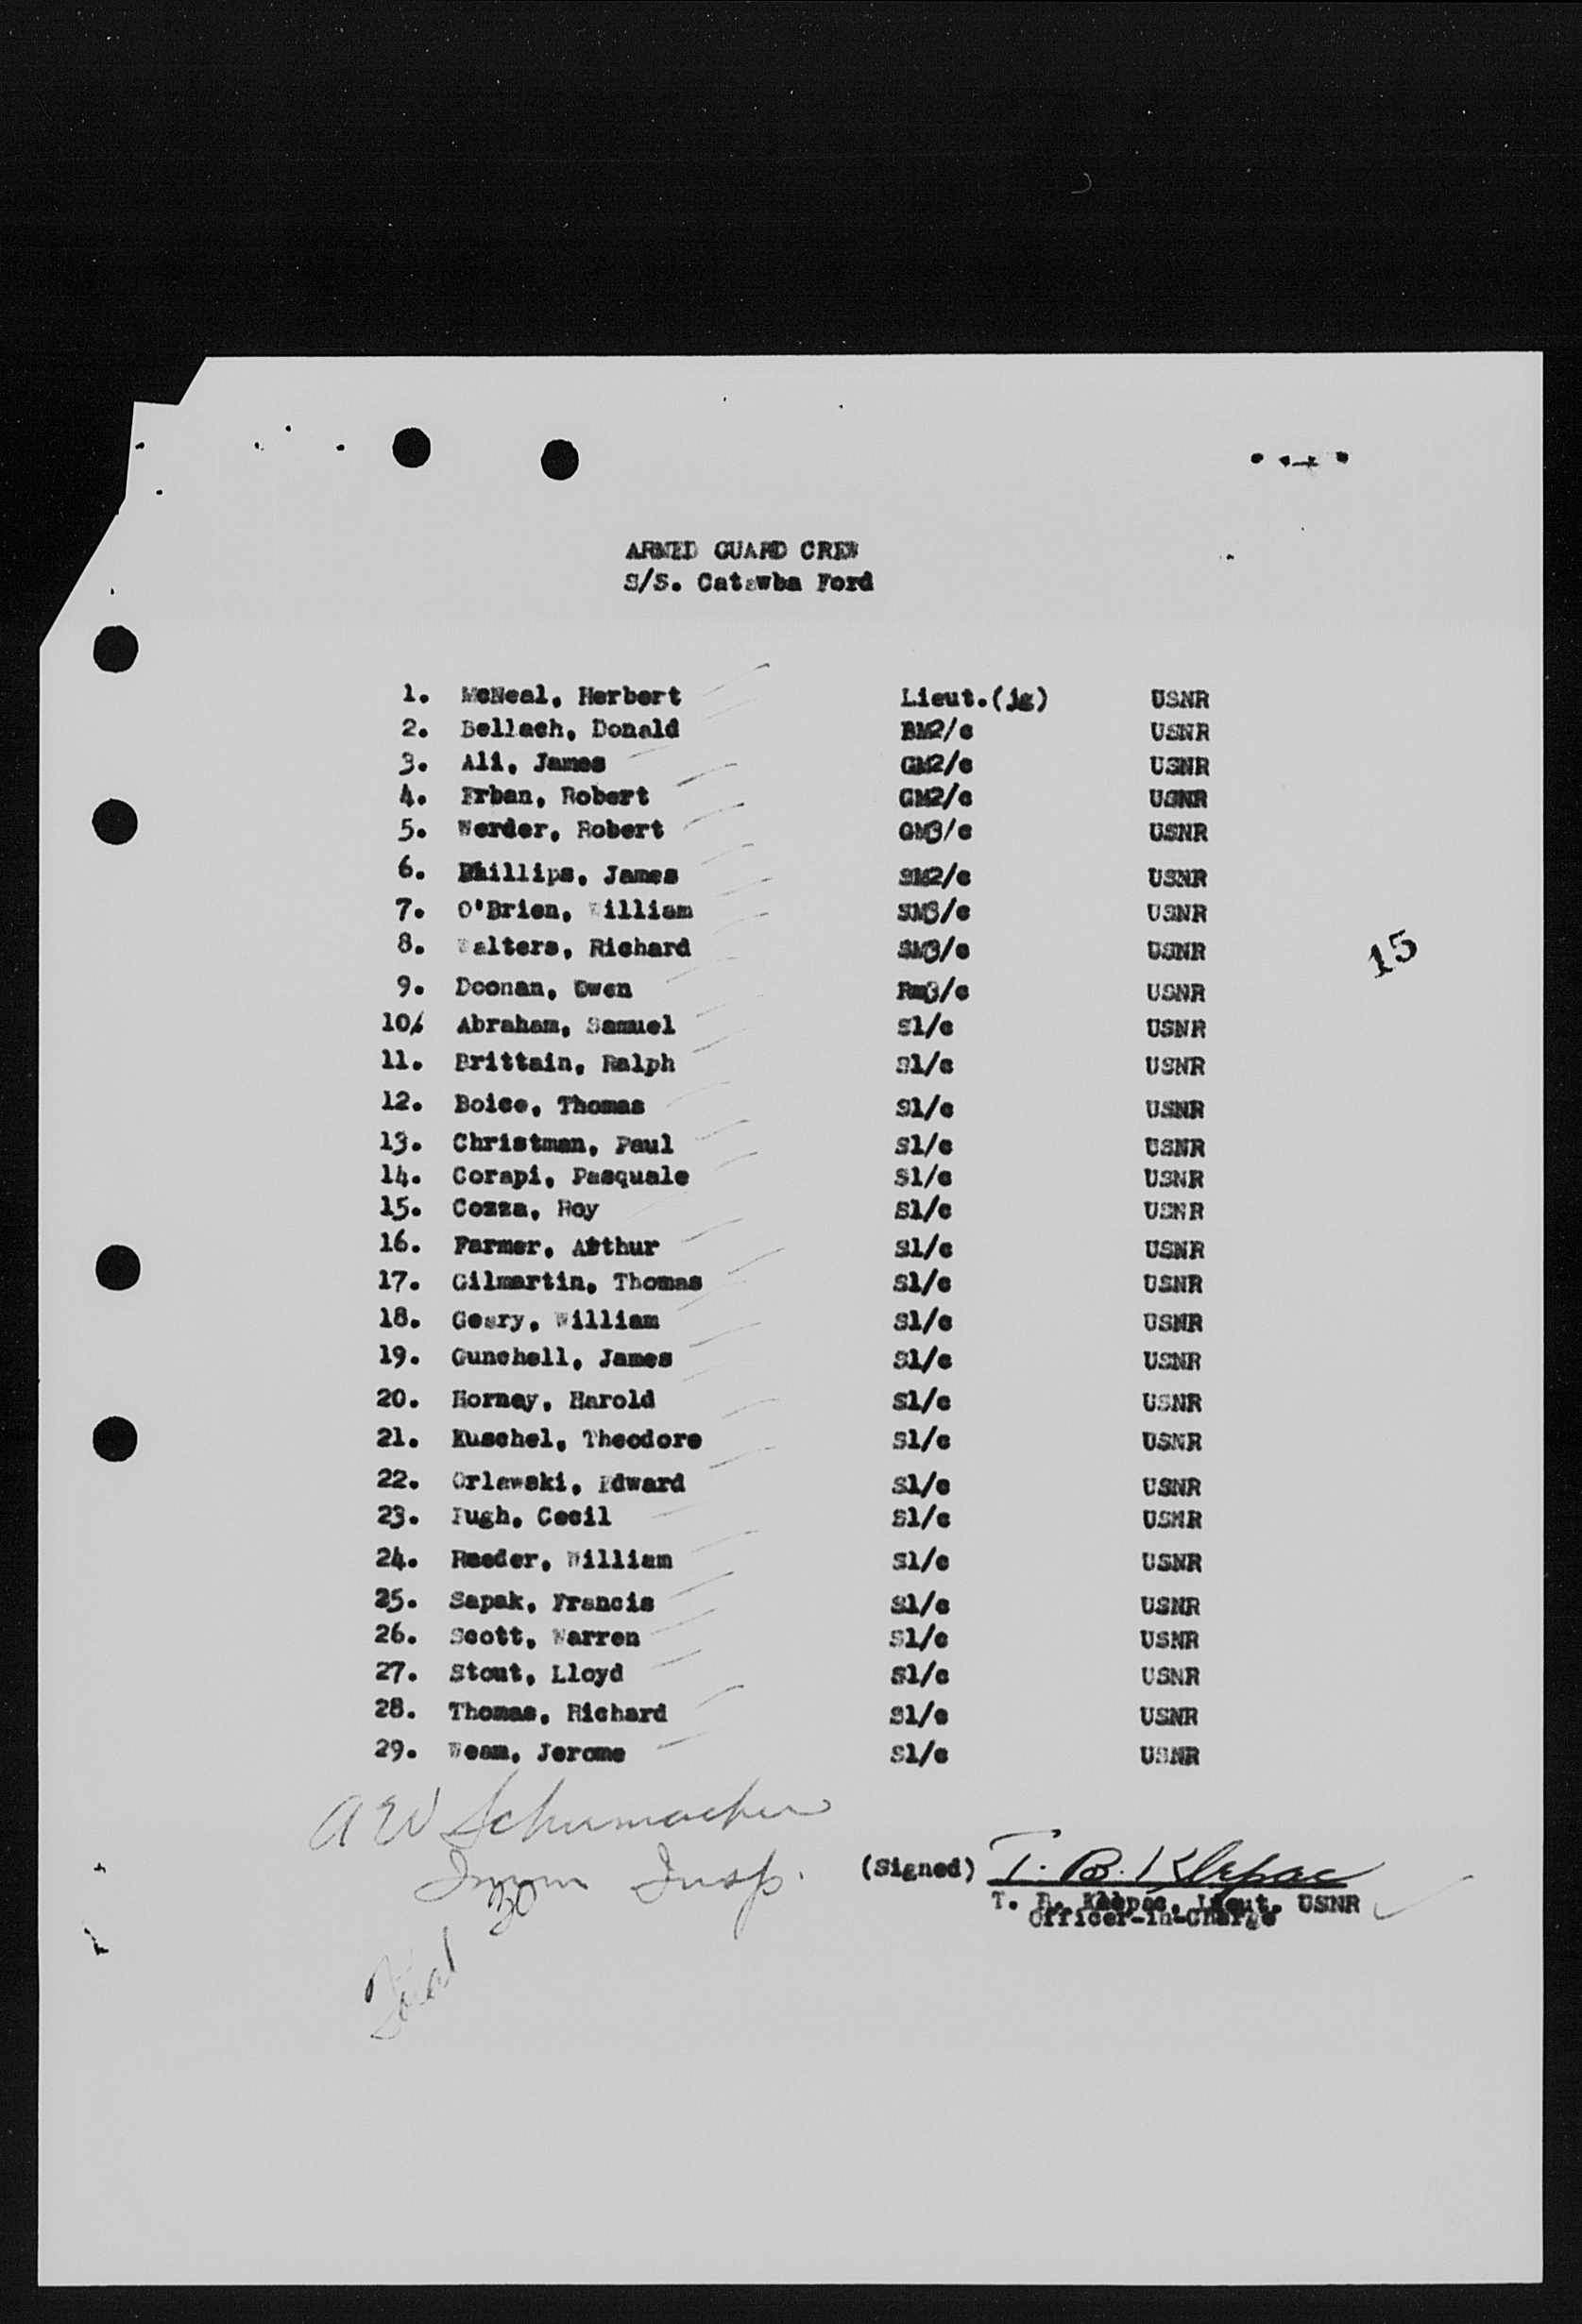 ARMED GUARD CREW
S/S. Catawba Ford
1. McNeal, Herbert Lieut.(jg) USNR
2. Bellach, Donald BM2/c USNR
3. Ali, James GM2/c USNR
4. Erban, Robert GM2/c USNR
5. Werder, Robert GM3/c USNR
6. Phillips, James SM2/c USNR
7. O'Brien, William SM3/c USNR
8. Walters, Richard SM3/c USNR
15
9. Doonan, Owen Rm3/c USNR
10. Abraham, Samuel S1/c USNR
11. Brittain, Ralph S1/c USNR
12. Boice, Thomas S1/c USNR
13. Christman, Paul S1/c USNR
14. Corapi, Pasquale S1/c USNR
15. Cozza, Roy S1/c USNR
16. Farmer, Arthur S1/c USNR
17. Gilmartin, Thomas S1/c USNR
18. Geary, William S1/c USNR
19. Gunchell, James S1/c USNR
20. Horney, Harold S1/c USNR
21. Kuschel, Theodore S1/c USNR
22. Orlawski, Edward S1/c USNR
23. Pugh, Cecil S1/c USNR
24. Reeder, William S1/c USNR
25. Sapak, Francis S1/c USNR
26. Scott, Warren S1/c USNR
27. Stout, Lloyd S1/c USNR
28. Thomas, Richard S1/c USNR
29. Weam, Jerome S1/c USNR
A W Schumacher
Imm Insp.
(Signed) T. B. Klepac
T. B. Klepac, Lieut. USNR
Officer-in-Charge
Total 30